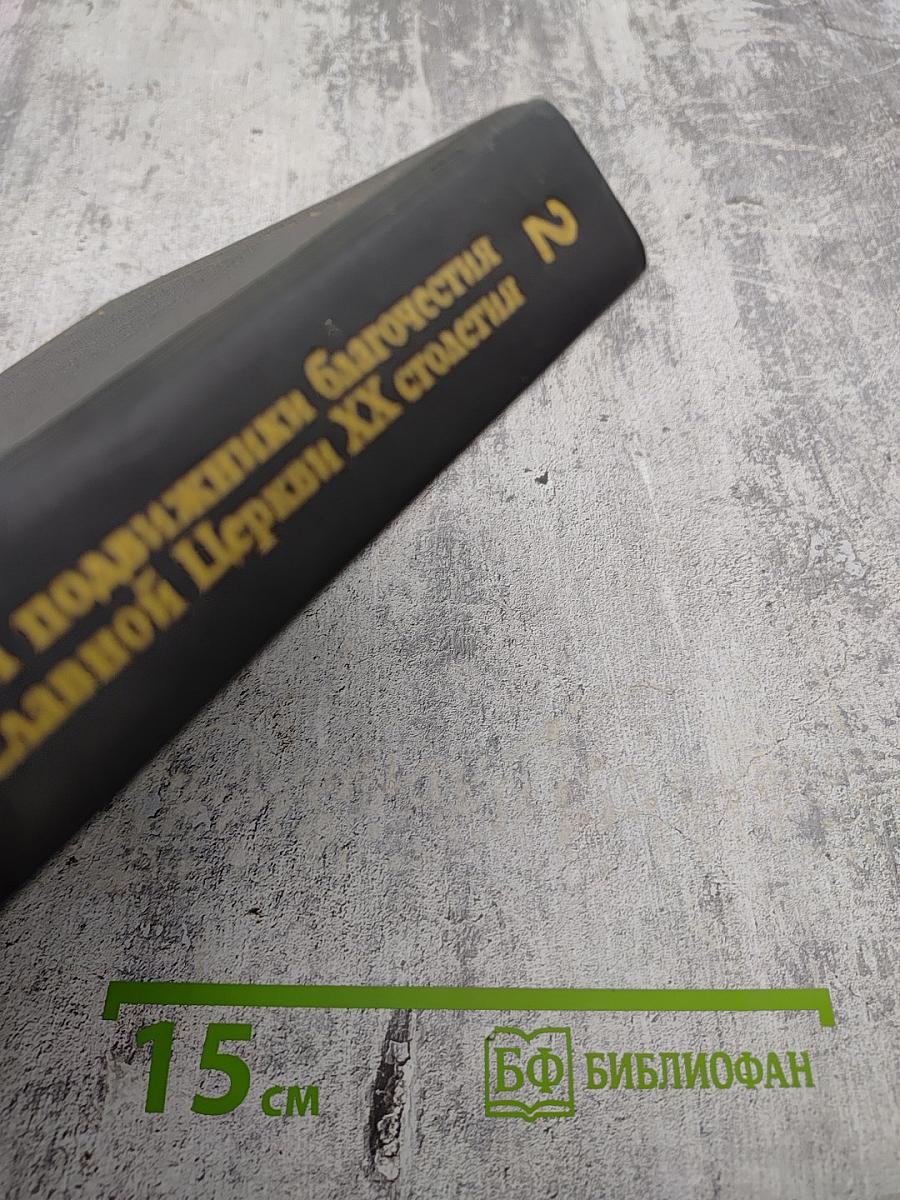 и подвижники благочестия
славной Церкви XX столетия
2
15 см
БФ БИБЛИОФАН